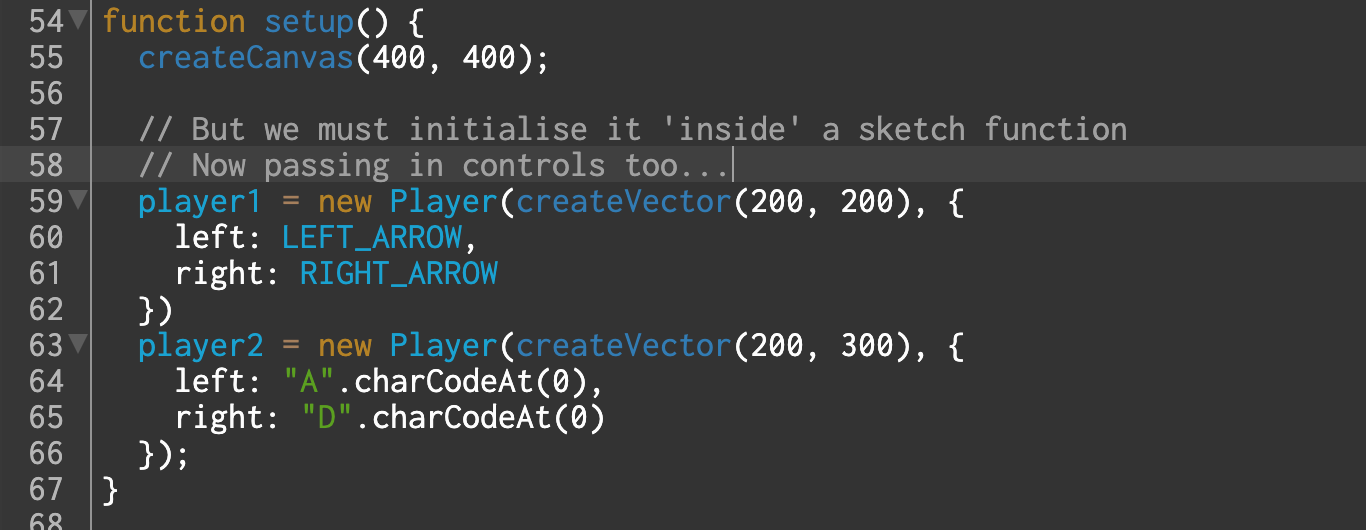 54 function setup() {
55 createCanvas(400, 400);
56
57 // But we must initialise it 'inside' a sketch function
58 // Now passing in controls too...
59 player1 = new Player(createVector(200, 200), {
60 left: LEFT_ARROW,
61 right: RIGHT_ARROW
62 })
63 player2 = new Player(createVector(200, 300), {
64 left: "A".charCodeAt(0),
65 right: "D".charCodeAt(0)
66 });
67 }
68